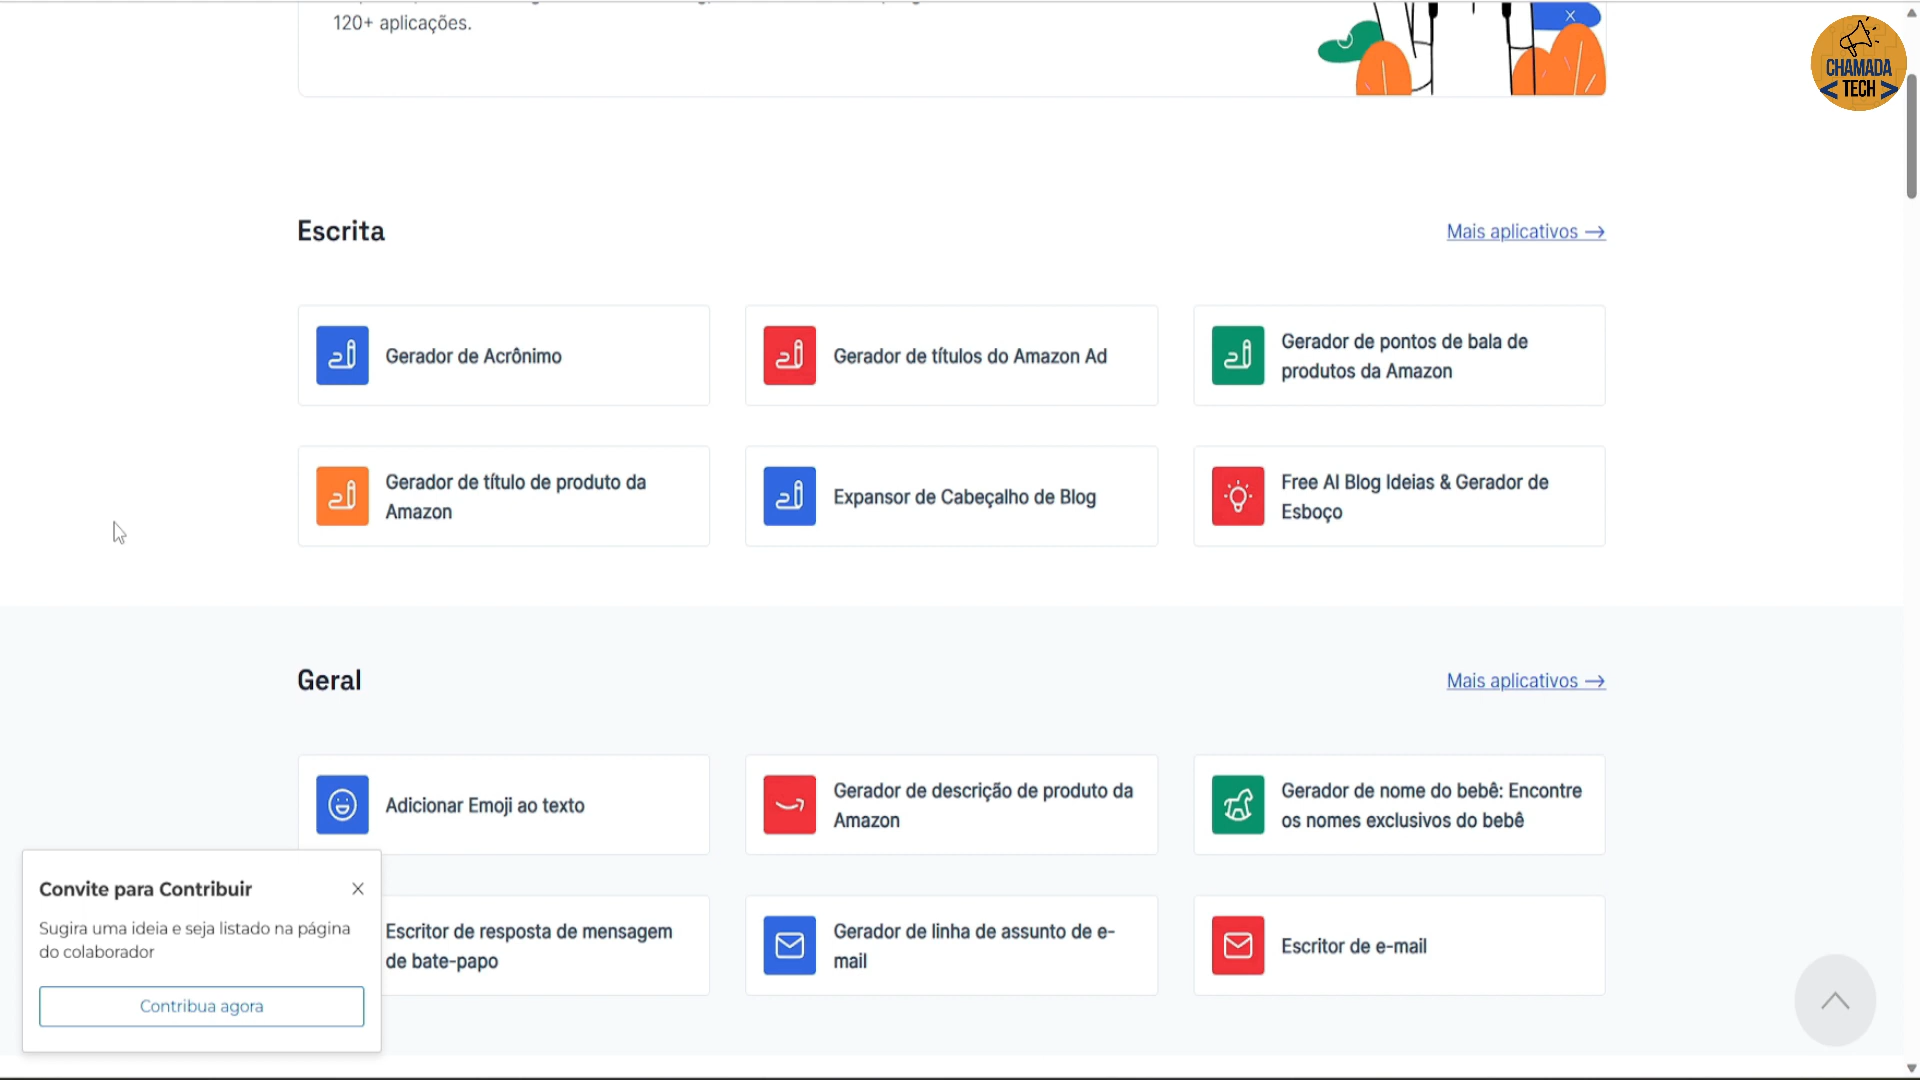 120+ aplicações.
CHAMADA
< TECH >
Escrita
Mais aplicativos →
Gerador de Acrônimo
Gerador de títulos do Amazon Ad
Gerador de pontos de bala de
produtos da Amazon
Gerador de título de produto da
Amazon
Expansor de Cabeçalho de Blog
Free AI Blog Ideias & Gerador de
Esboço
Geral
Mais aplicativos →
Adicionar Emoji ao texto
Gerador de descrição de produto da
Amazon
Gerador de nome do bebê: Encontre
os nomes exclusivos do bebê
Escritor de resposta de mensagem
de bate-papo
Gerador de linha de assunto de e-
mail
Escritor de e-mail
Convite para Contribuir
Sugira uma ideia e seja listado na página
do colaborador
Contribua agora